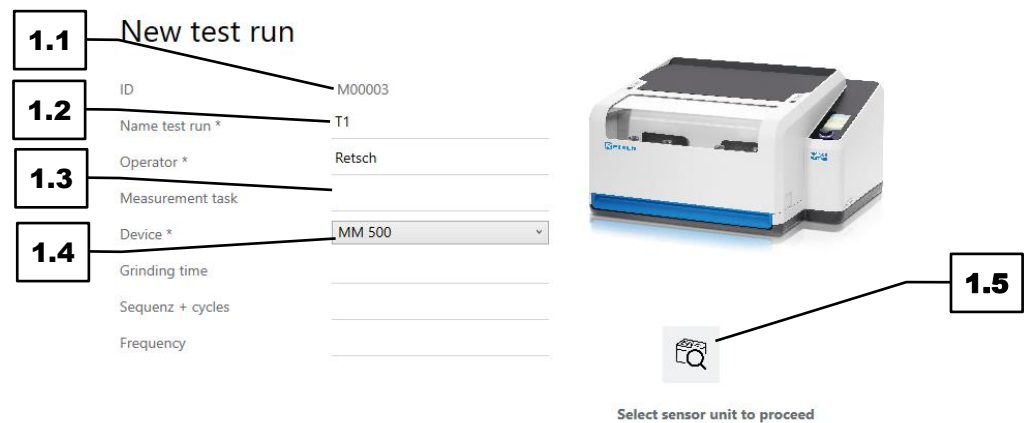 New test run
1.1
ID M00003
1.2
Name test run * T1
Operator * Retsch
1.3
Measurement task
Device * MM 500
1.4
Grinding time
1.5
Sequenz + cycles
Frequency
Select sensor unit to proceed